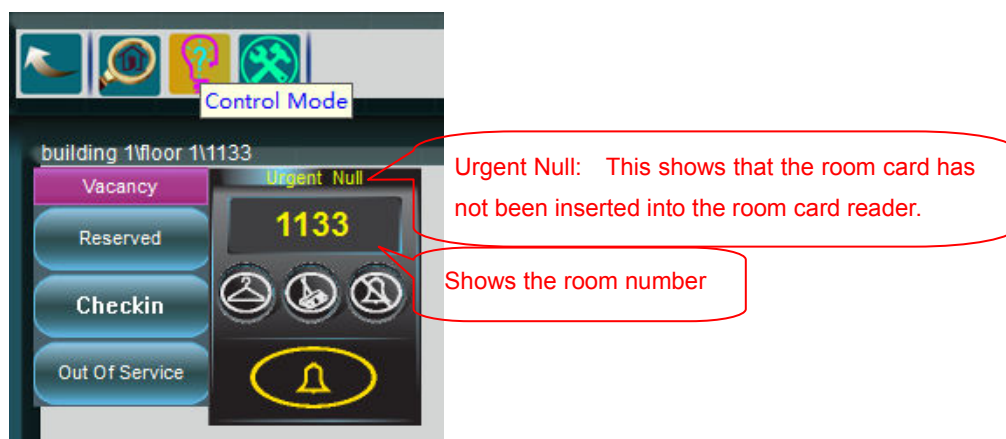 Control Mode
building 1\floor 1\1133
Vacancy
Urgent Null
1133
Reserved
Checkin
Out Of Service
Urgent Null: This shows that the room card has
not been inserted into the room card reader.
Shows the room number